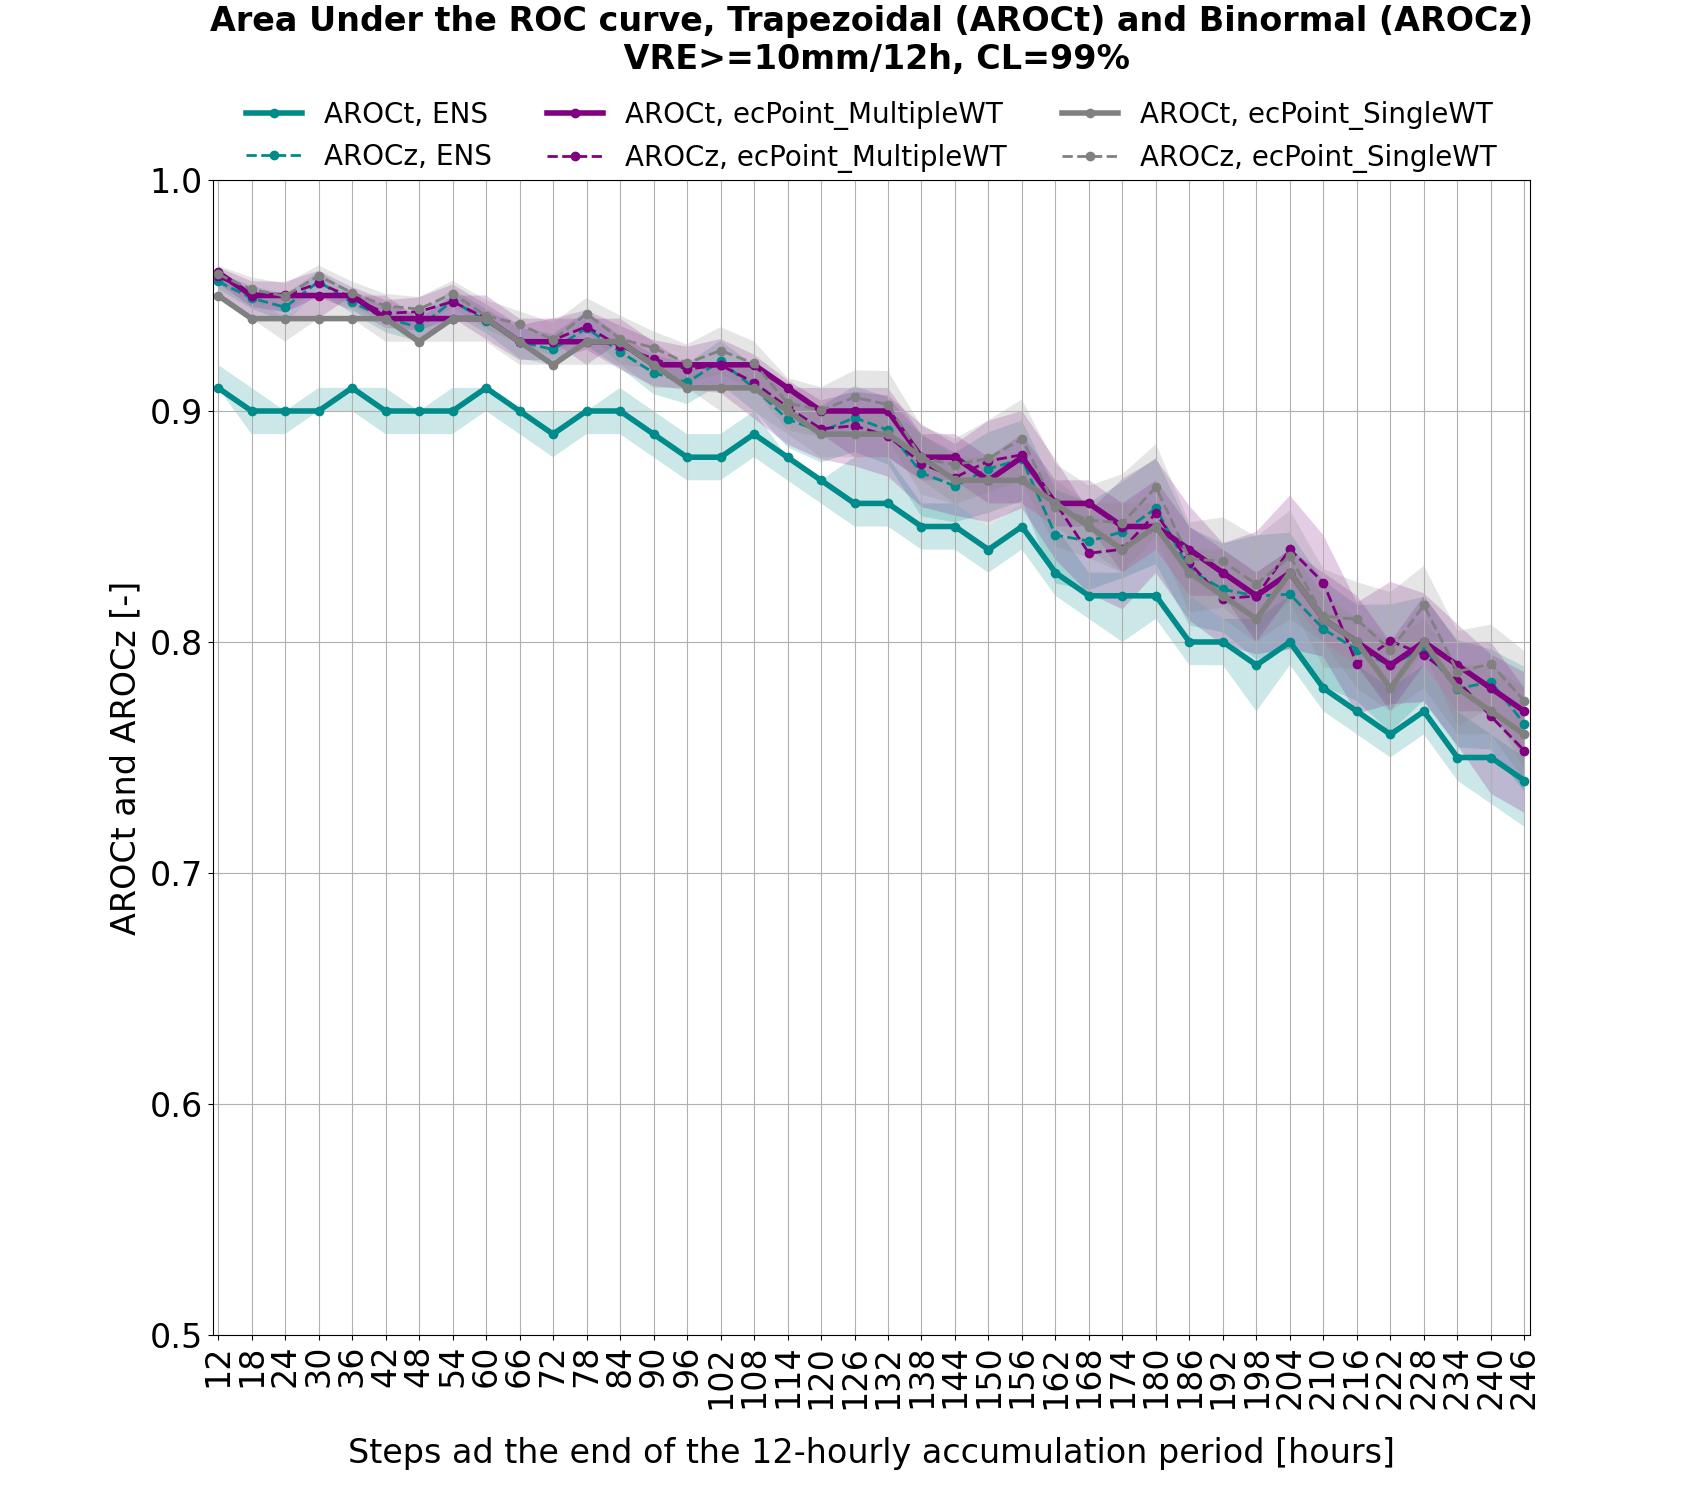 Area Under the ROC curve, Trapezoidal (AROCt) and Binormal (AROCz)
VRE>=10mm/12h, CL=99%
AROCt, ENS
AROCt, ecPoint_MultipleWT
AROCt, ecPoint_SingleWT
AROCz, ENS
AROCz, ecPoint_MultipleWT
AROCz, ecPoint_SingleWT
AROCt and AROCz [-]
1.0
0.9
0.8
0.7
0.6
0.5
12 18 24 30 36 42 48 54 60 66 72 78 84 90 96 102 108 114 120 126 132 138 144 150 156 162 168 174 180 186 192 198 204 210 216 222 228 234 240 246
Steps ad the end of the 12-hourly accumulation period [hours]